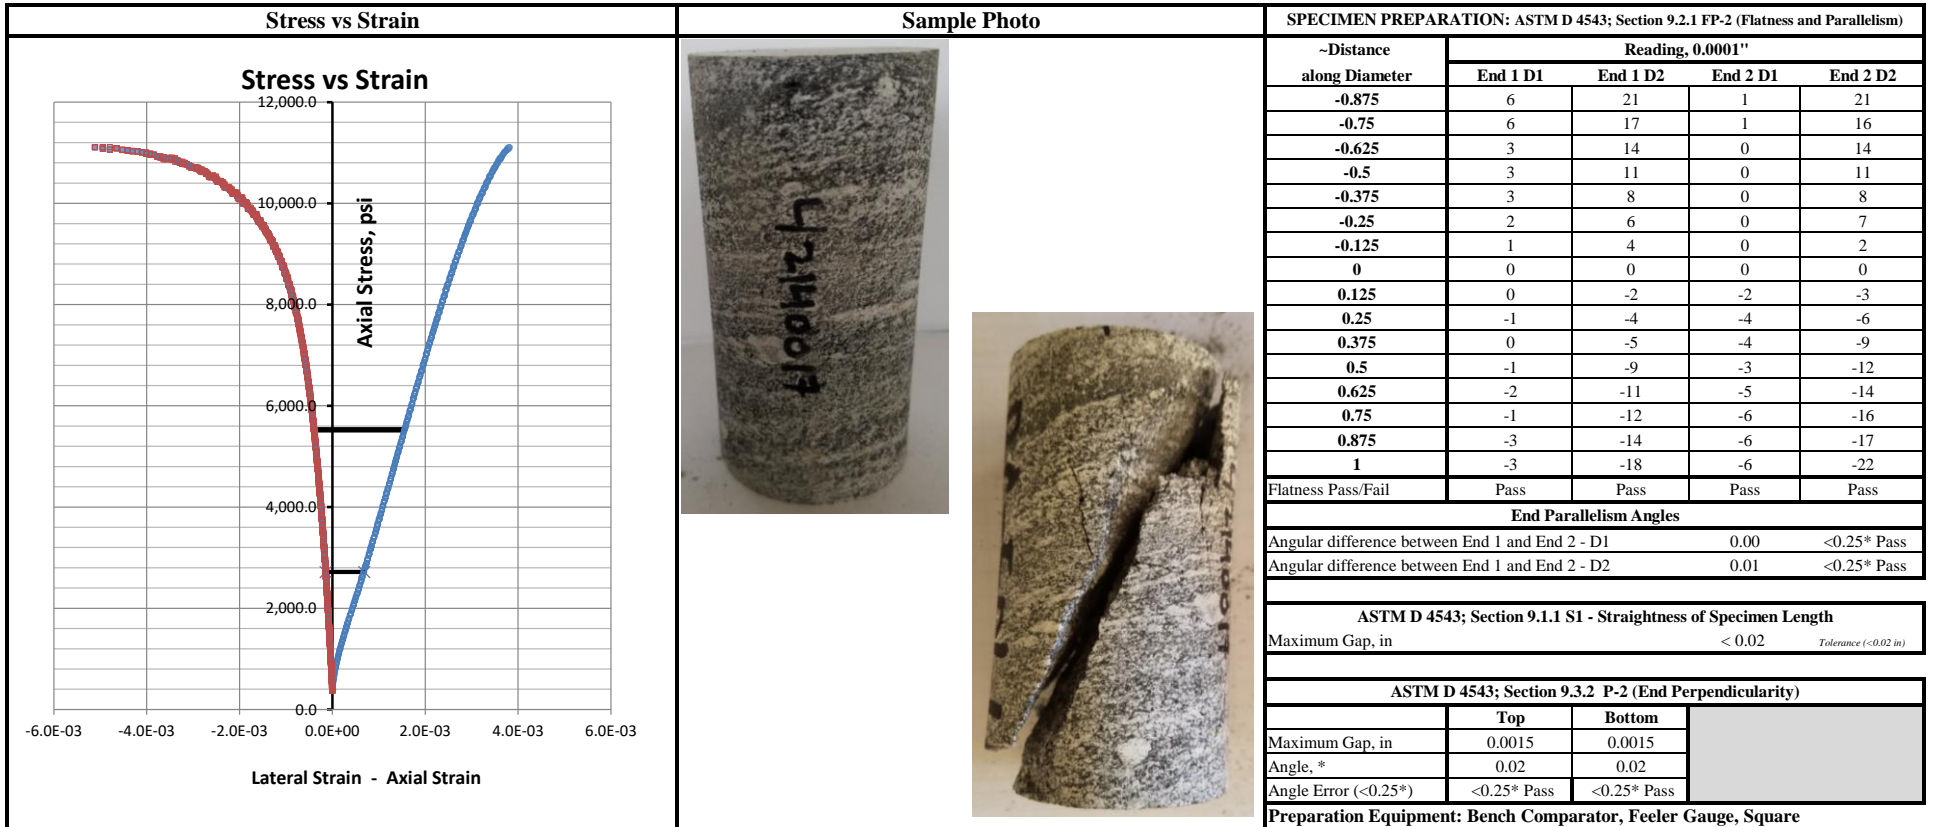 Stress vs Strain
Stress vs Strain
12,000.0
10,000.0
8,000.0
6,000.0
4,000.0
2,000.0
0.0
Axial Stress, psi
-6.0E-03 -4.0E-03 -2.0E-03 0.0E+00 2.0E-03 4.0E-03 6.0E-03
Lateral Strain - Axial Strain
Sample Photo
SPECIMEN PREPARATION: ASTM D 4543; Section 9.2.1 FP-2 (Flatness and Parallelism)
~Distance Reading, 0.0001"
along Diameter End 1 D1 End 1 D2 End 2 D1 End 2 D2
-0.875 6 21 1 21
-0.75 6 17 1 16
-0.625 3 14 0 14
-0.5 3 11 0 11
-0.375 3 8 0 8
-0.25 2 6 0 7
-0.125 1 4 0 2
0 0 0 0 0
0.125 0 -2 -2 -3
0.25 -1 -4 -4 -6
0.375 0 -5 -4 -9
0.5 -1 -9 -3 -12
0.625 -2 -11 -5 -14
0.75 -1 -12 -6 -16
0.875 -3 -14 -6 -17
1 -3 -18 -6 -22
Flatness Pass/Fail Pass Pass Pass Pass
End Parallelism Angles
Angular difference between End 1 and End 2 - D1 0.00 <0.25* Pass
Angular difference between End 1 and End 2 - D2 0.01 <0.25* Pass
ASTM D 4543; Section 9.1.1 S1 - Straightness of Specimen Length
Maximum Gap, in < 0.02 Tolerance (<0.02 in)
ASTM D 4543; Section 9.3.2 P-2 (End Perpendicularity)
Top Bottom
Maximum Gap, in 0.0015 0.0015
Angle, * 0.02 0.02
Angle Error (<0.25*) <0.25* Pass <0.25* Pass
Preparation Equipment: Bench Comparator, Feeler Gauge, Square